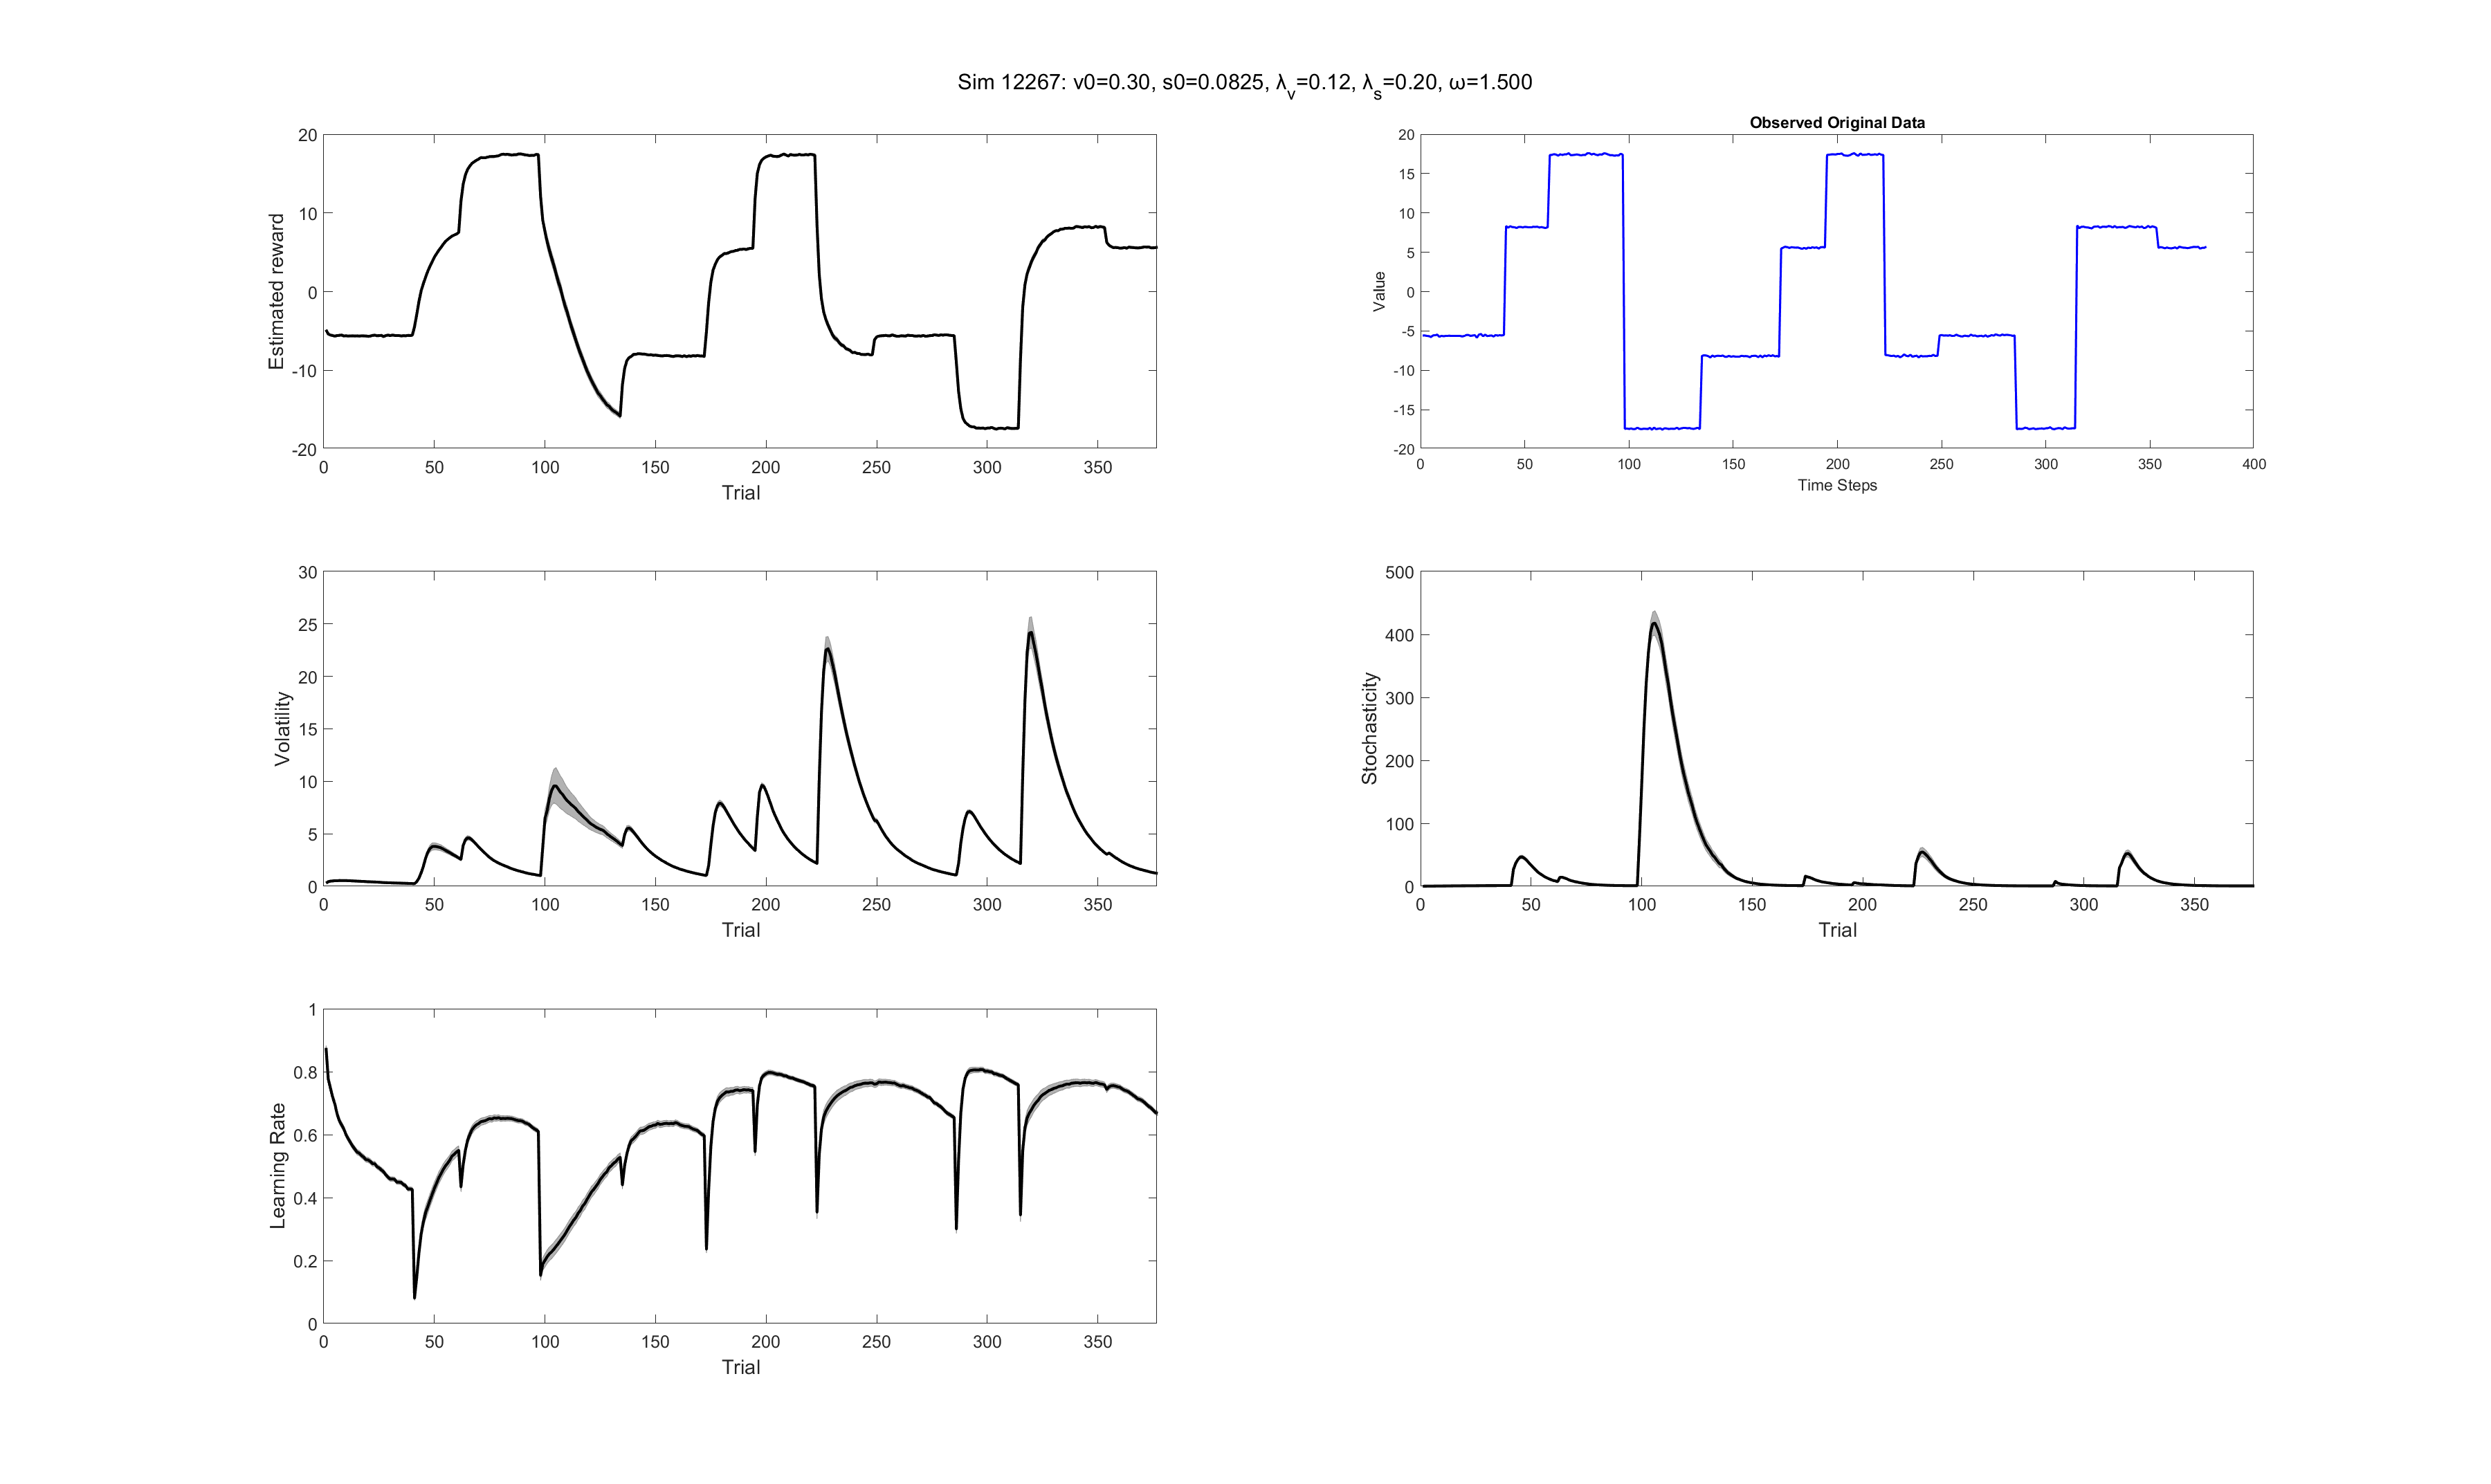 Sim 12267: v0=0.30, s0=0.0825, λv=0.12, λs=0.20, ω=1.500
Estimated reward
20
10
0
-10
-20
0 50 100 150 200 250 300 350
Trial
Observed Original Data
Value
20
15
10
5
0
-5
-10
-15
-20
0 50 100 150 200 250 300 350 400
Time Steps
Volatility
30
25
20
15
10
5
0
0 50 100 150 200 250 300 350
Trial
Stochasticity
500
400
300
200
100
0
0 50 100 150 200 250 300 350
Trial
Learning Rate
1
0.8
0.6
0.4
0.2
0
0 50 100 150 200 250 300 350
Trial